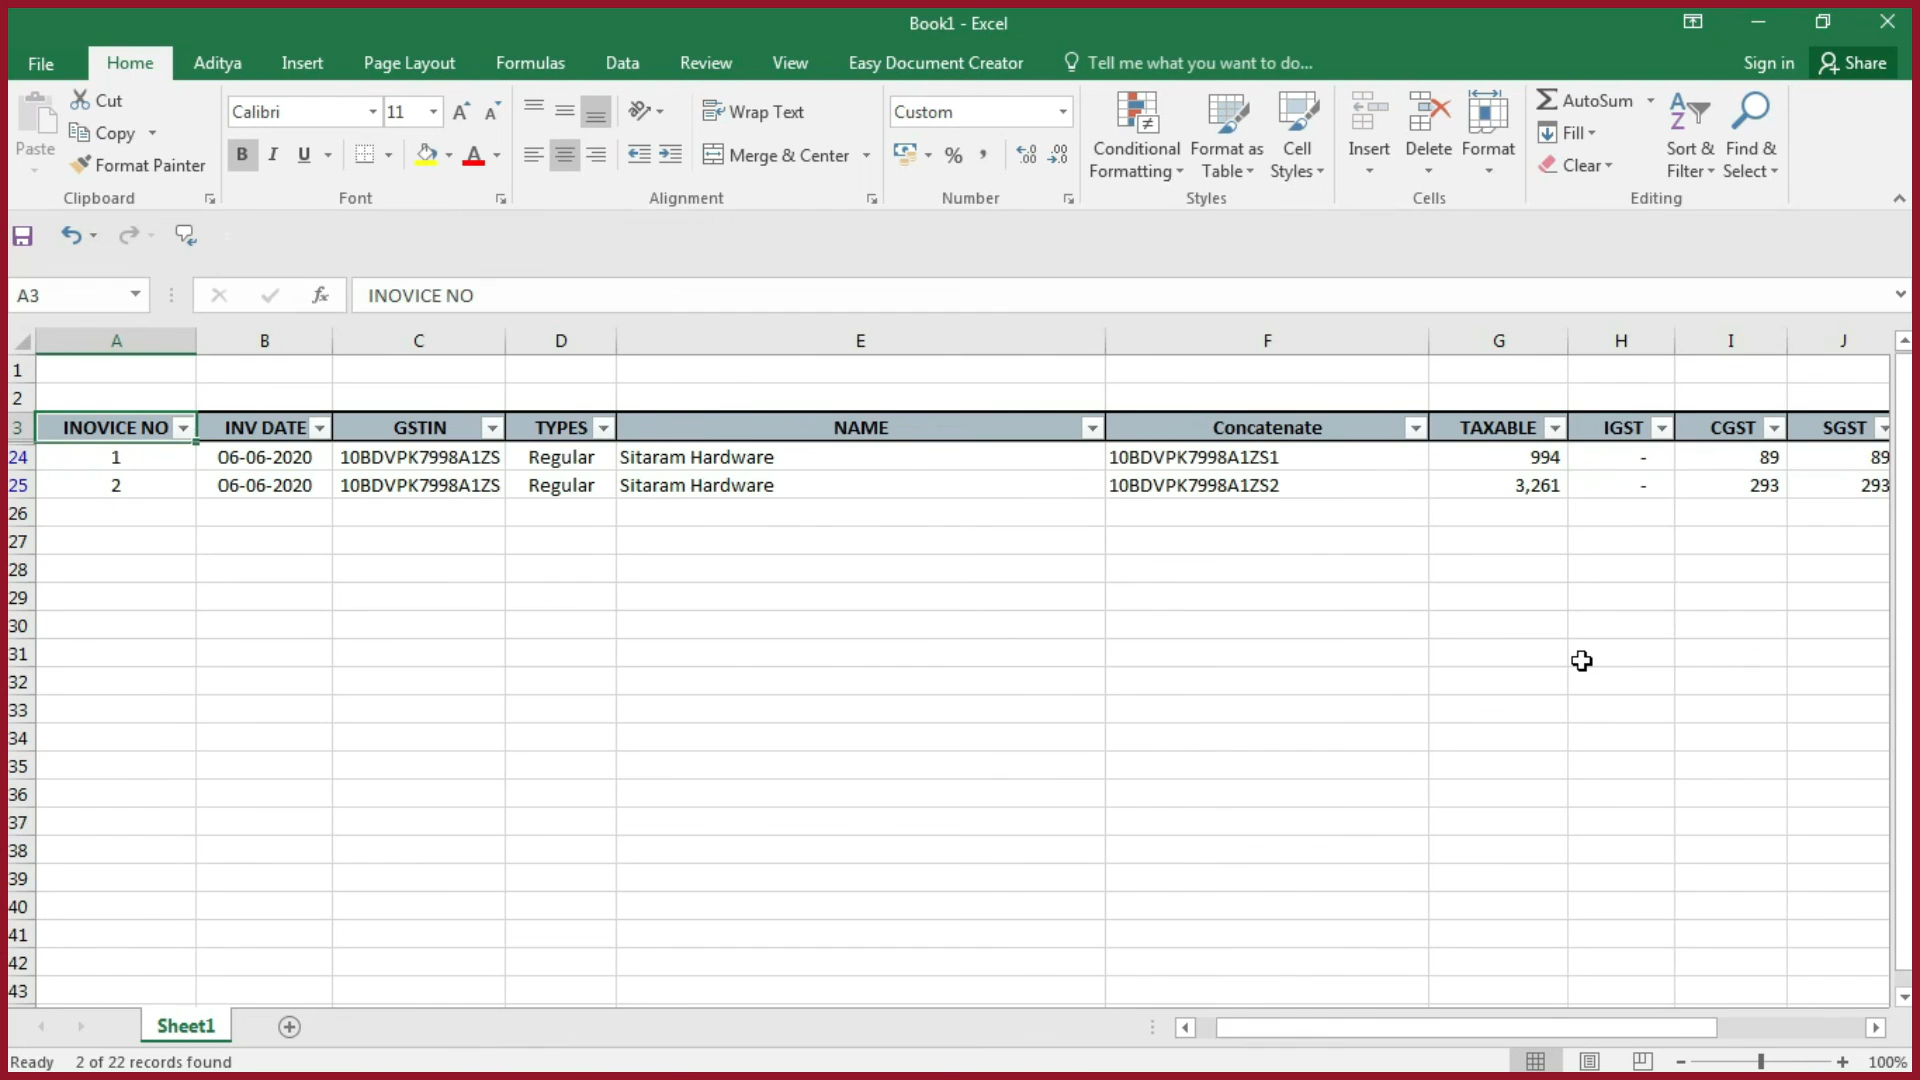 Book1 - Excel
File Home Aditya Insert Page Layout Formulas Data Review View Easy Document Creator Tell me what you want to do... Sign in Share
Paste
Cut
Copy
Format Painter
Clipboard
Calibri 11
B I U
Font
Wrap Text
Merge & Center
Alignment
Custom
% ,
Number
Conditional Formatting
Format as Table
Cell Styles
Styles
Insert Delete Format
Cells
AutoSum
Fill
Clear
Sort & Filter
Find & Select
Editing
A3 fx INOVICE NO
A B C D E F G H I J
1
2
3 INOVICE NO INV DATE GSTIN TYPES NAME Concatenate TAXABLE IGST CGST SGST
24 1 06-06-2020 10BDVPK7998A1ZS Regular Sitaram Hardware 10BDVPK7998A1ZS1 994 - 89 89
25 2 06-06-2020 10BDVPK7998A1ZS Regular Sitaram Hardware 10BDVPK7998A1ZS2 3,261 - 293 293
26
27
28
29
30
31
32
33
34
35
36
37
38
39
40
41
42
43
Sheet1
Ready 2 of 22 records found 100%